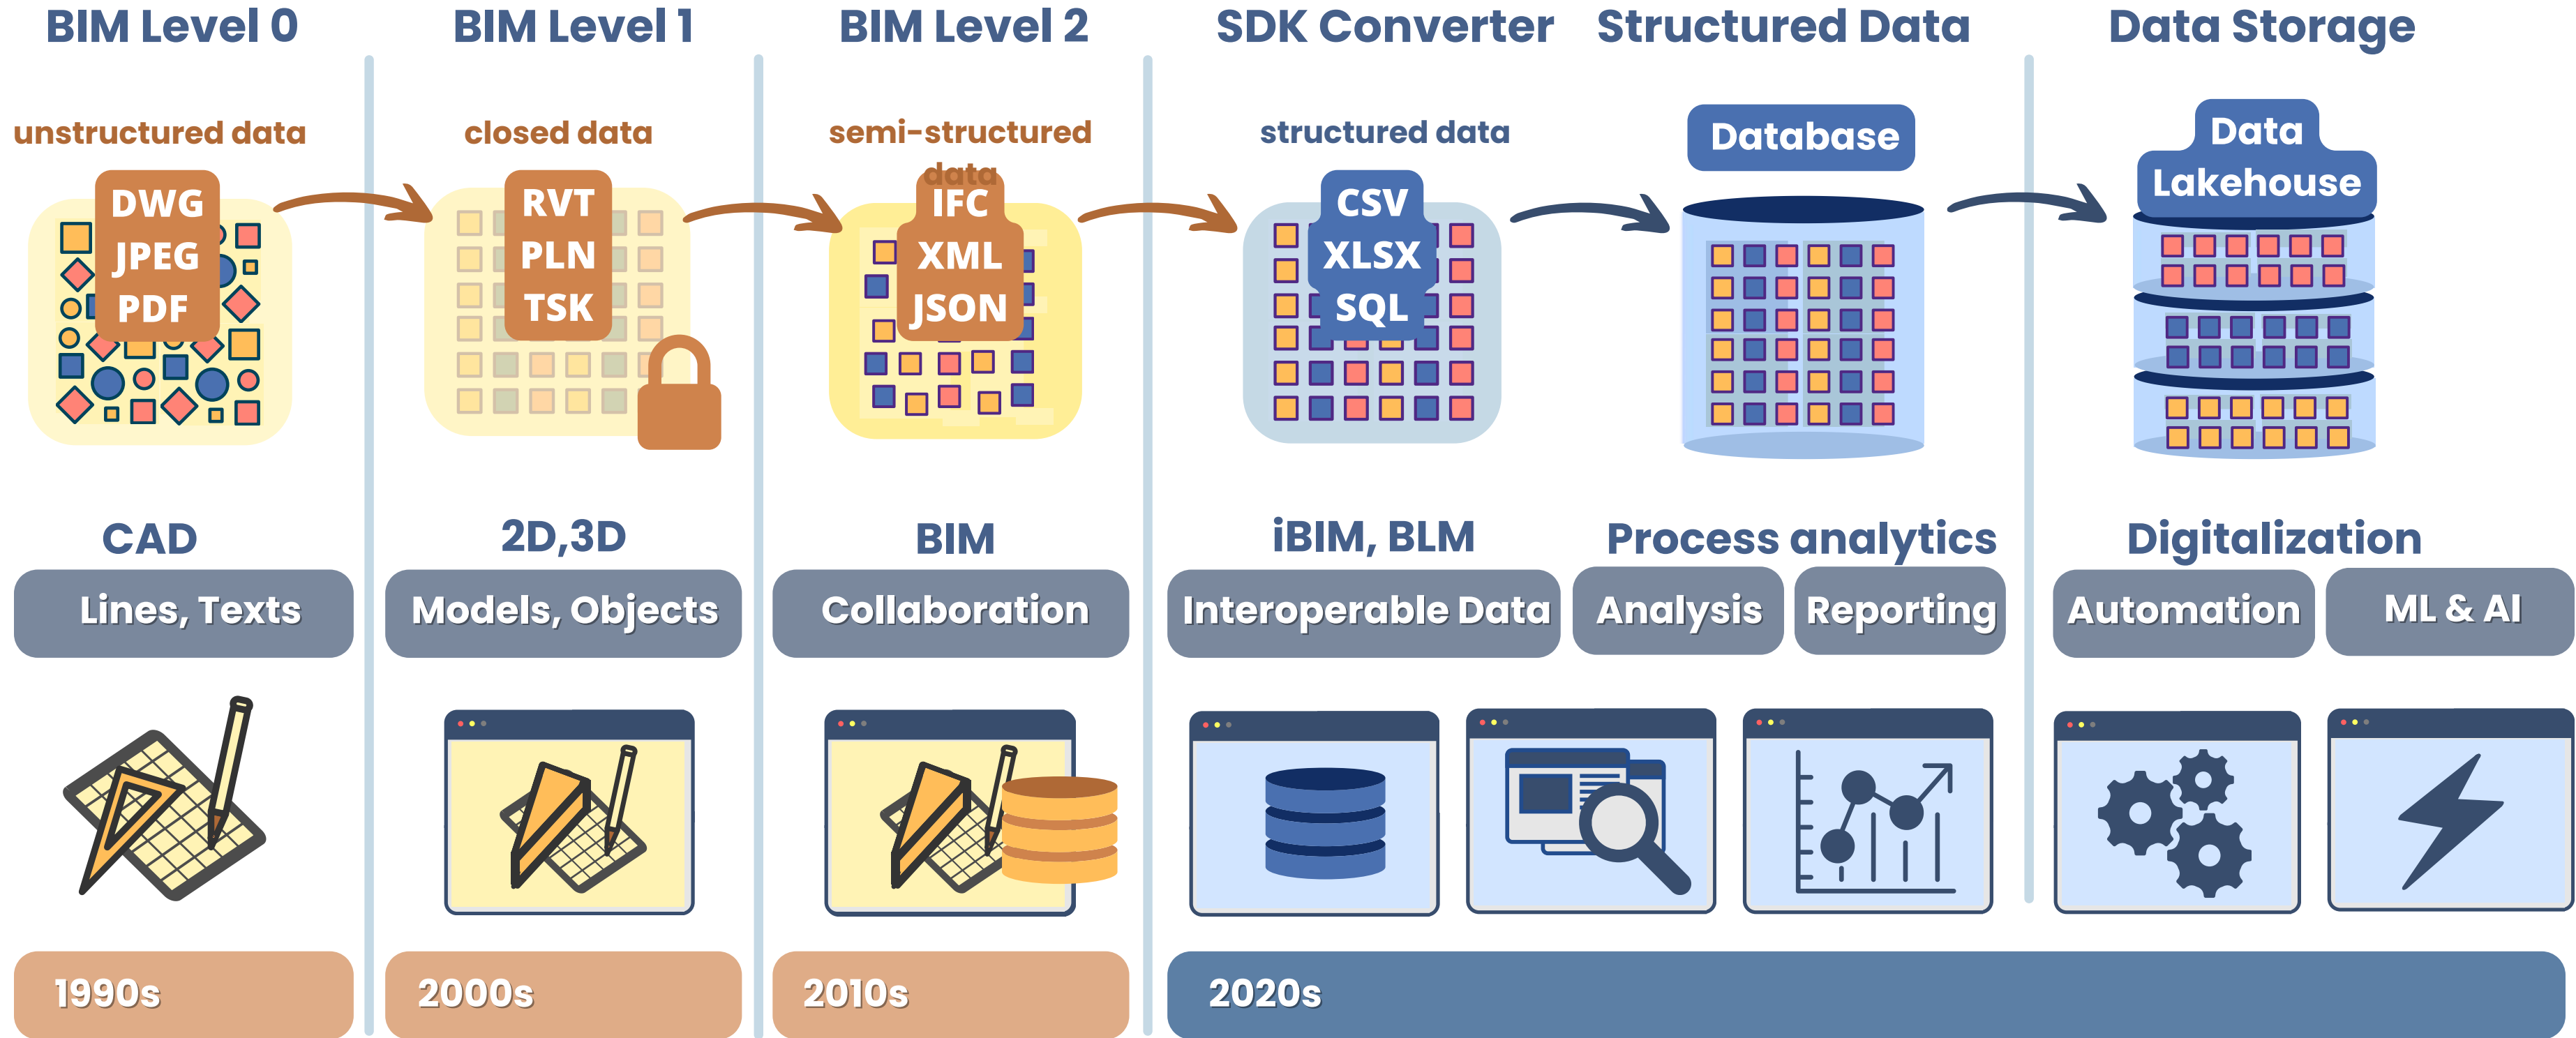 BIM Level 0
BIM Level 1
BIM Level 2
SDK Converter
Structured Data
Data Storage
unstructured data
closed data
semi-structured
data
structured data
DWG
JPEG
PDF
RVT
PLN
TSK
IFC
XML
JSON
CSV
XLSX
SQL
Database
Data
Lakehouse
CAD
2D,3D
BIM
iBIM, BLM
Process analytics
Digitalization
Lines, Texts
Models, Objects
Collaboration
Interoperable Data
Analysis
Reporting
Automation
ML & AI
1990s
2000s
2010s
2020s